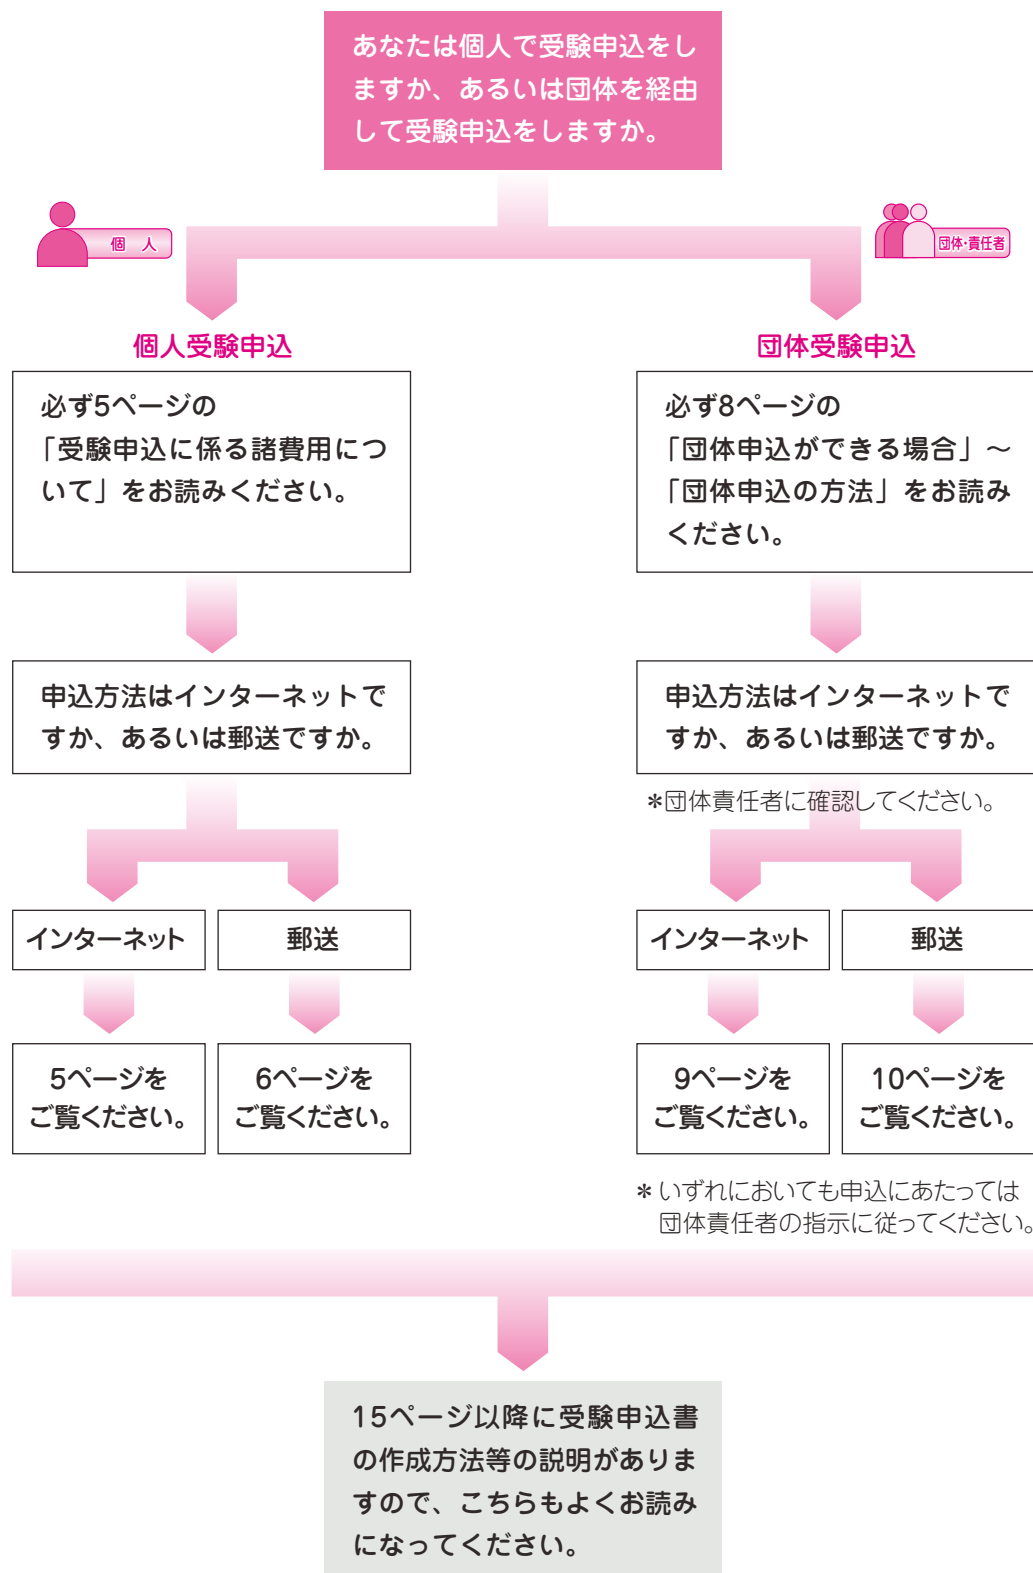 あなたは個人で受験申込をし
ますか、あるいは団体を経由
して受験申込をしますか。
個　人
団体・責任者
個人受験申込
必ず5ページの
「受験申込に係る諸費用につ
いて」をお読みください。
申込方法はインターネットで
すか、あるいは郵送ですか。
インターネット
郵送
5ページを
ご覧ください。
6ページを
ご覧ください。
団体受験申込
必ず8ページの
「団体申込ができる場合」～
「団体申込の方法」をお読み
ください。
申込方法はインターネットで
すか、あるいは郵送ですか。
＊団体責任者に確認してください。
インターネット
郵送
9ページを
ご覧ください。
10ページを
ご覧ください。
＊いずれにおいても申込にあたっては
団体責任者の指示に従ってください。
15ページ以降に受験申込書
の作成方法等の説明がありま
すので、こちらもよくお読み
になってください。